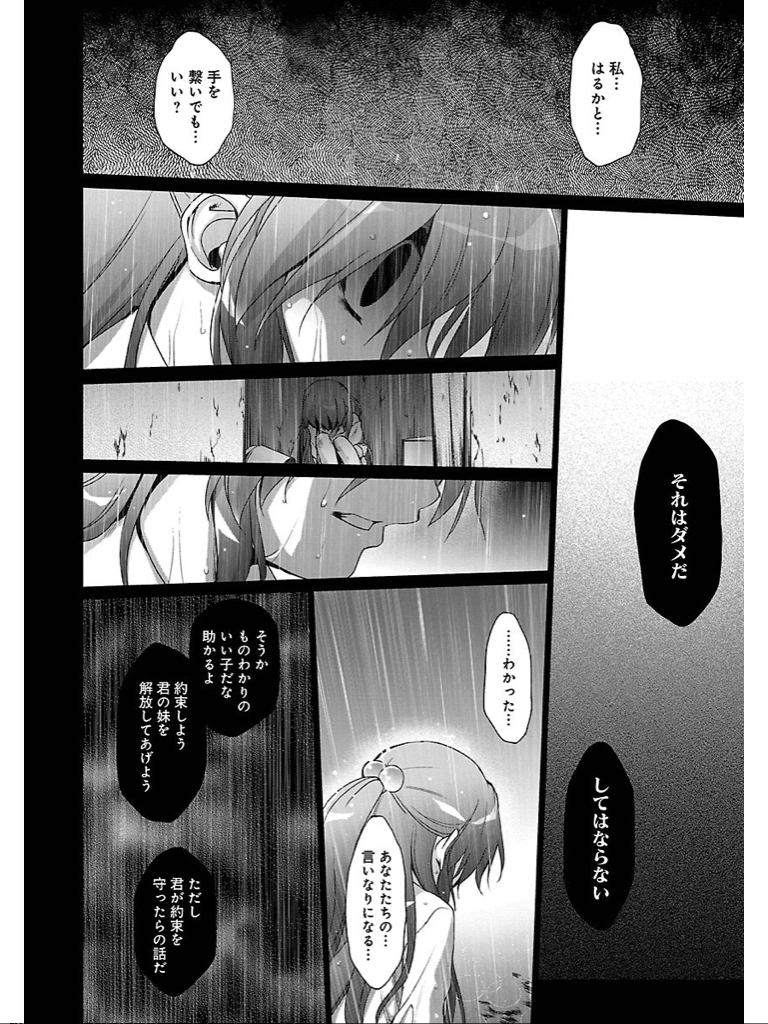 私…
はるかと…
手を
繋いでも…
いい？
それはダメだ
してはならない
……わかった…
あなたたちの…
言いなりになる…
そうか
ものわかりの
いい子だな
助かるよ
約束しよう
君の妹を
解放してあげよう
ただし
君が約束を
守ったらの話だ